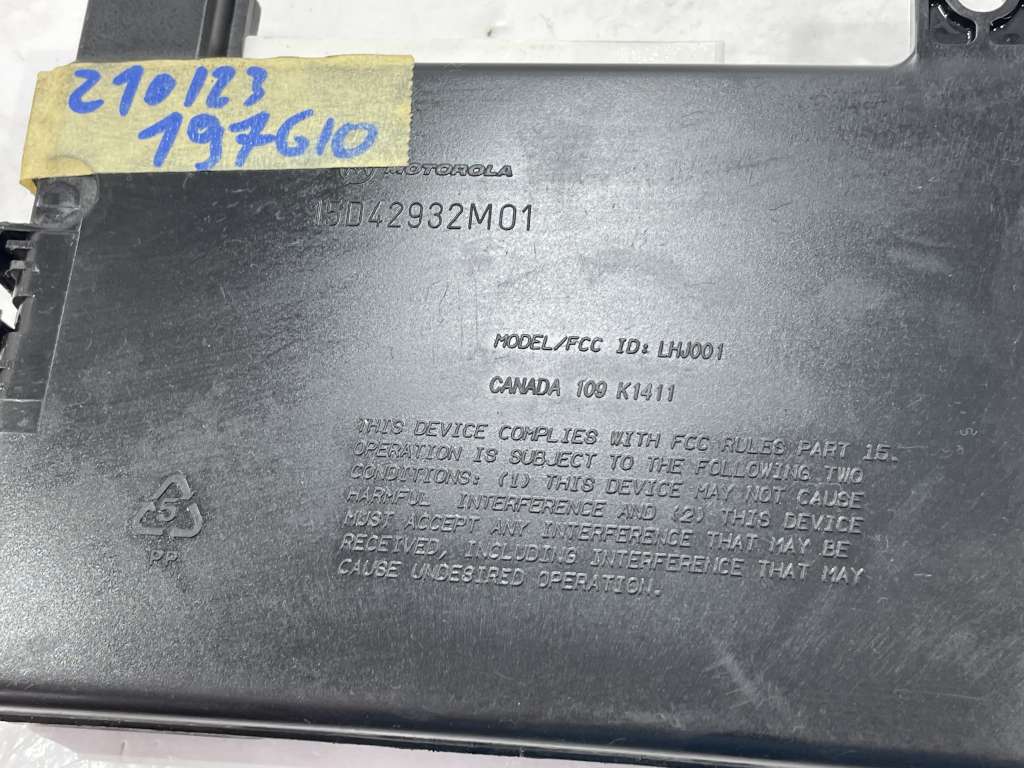 210123
197610
MOTOROLA
15D42932M01
MODEL/FCC ID: LHJ001
CANADA 109 K1411
THIS DEVICE COMPLIES WITH FCC RULES PART 15.
OPERATION IS SUBJECT TO THE FOLLOWING TWO
CONDITIONS: (1) THIS DEVICE MAY NOT CAUSE
HARMFUL INTERFERENCE AND (2) THIS DEVICE
MUST ACCEPT ANY INTERFERENCE THAT MAY BE
RECEIVED, INCLUDING INTERFERENCE THAT MAY
CAUSE UNDESIRED OPERATION.
5
PP